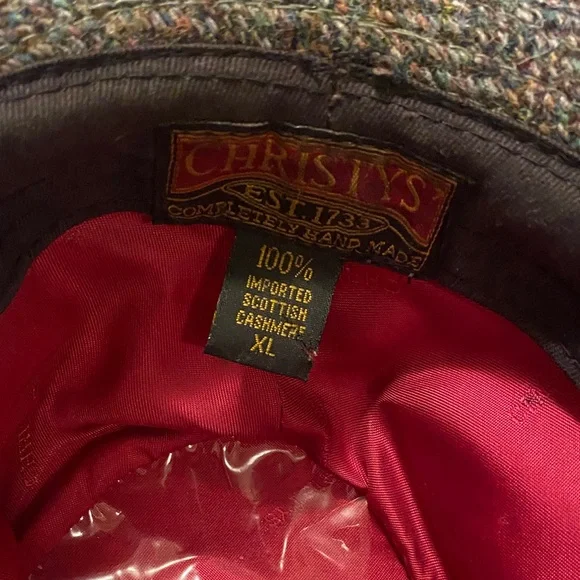 CHRISTYS'
EST. 1733
COMPLETELY HAND MADE
100%
IMPORTED
SCOTTISH
CASHMERE
XL